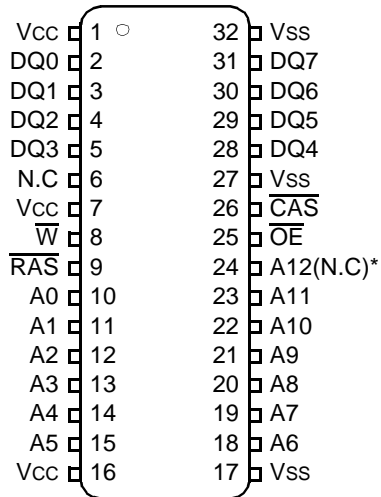 VCC 1 32 VSS
DQ0 2 31 DQ7
DQ1 3 30 DQ6
DQ2 4 29 DQ5
DQ3 5 28 DQ4
N.C 6 27 VSS
VCC 7 26 C̅A̅S̅
W̅ 8 25 O̅E̅
R̅A̅S̅ 9 24 A12(N.C)*
A0 10 23 A11
A1 11 22 A10
A2 12 21 A9
A3 13 20 A8
A4 14 19 A7
A5 15 18 A6
VCC 16 17 VSS